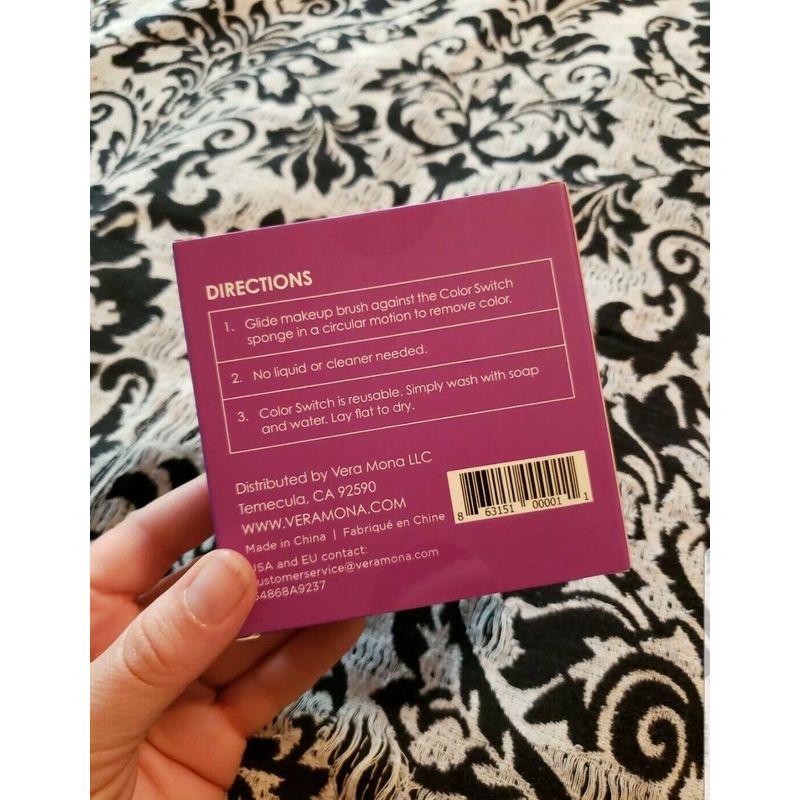 DIRECTIONS
1. Glide makeup brush against the Color Switch
sponge in a circular motion to remove color.
2. No liquid or cleaner needed.
3. Color Switch is reusable. Simply wash with soap
and water. Lay flat to dry.
Distributed by Vera Mona LLC
Temecula, CA 92590
WWW.VERAMONA.COM
Made in China | Fabriqué en Chine
USA and EU contact:
customerservice@veramona.com
8 63151 00001 1